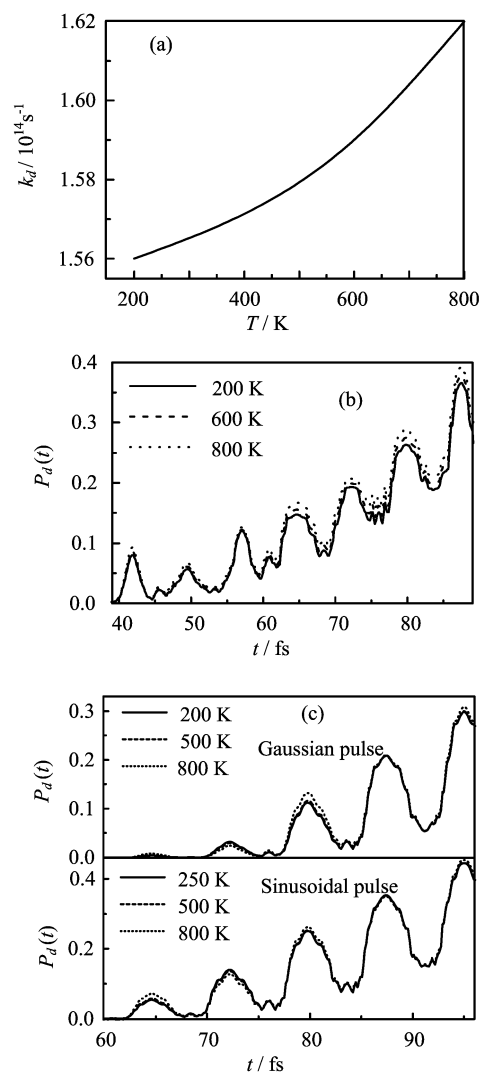 1.62
(a)
1.60
1.58
1.56
k_d / 10^14 s^-1
200 400 600 800
T / K
0.4
200 K
(b)
600 K
0.3
800 K
0.2
0.1
0.0
P_d(t)
40 50 60 70 80
t / fs
0.3
200 K
(c)
500 K
Gaussian pulse
0.2
800 K
0.1
0.0
P_d(t)
250 K
0.4
Sinusoidal pulse
500 K
800 K
0.2
0.0
P_d(t)
60 70 80 90
t / fs